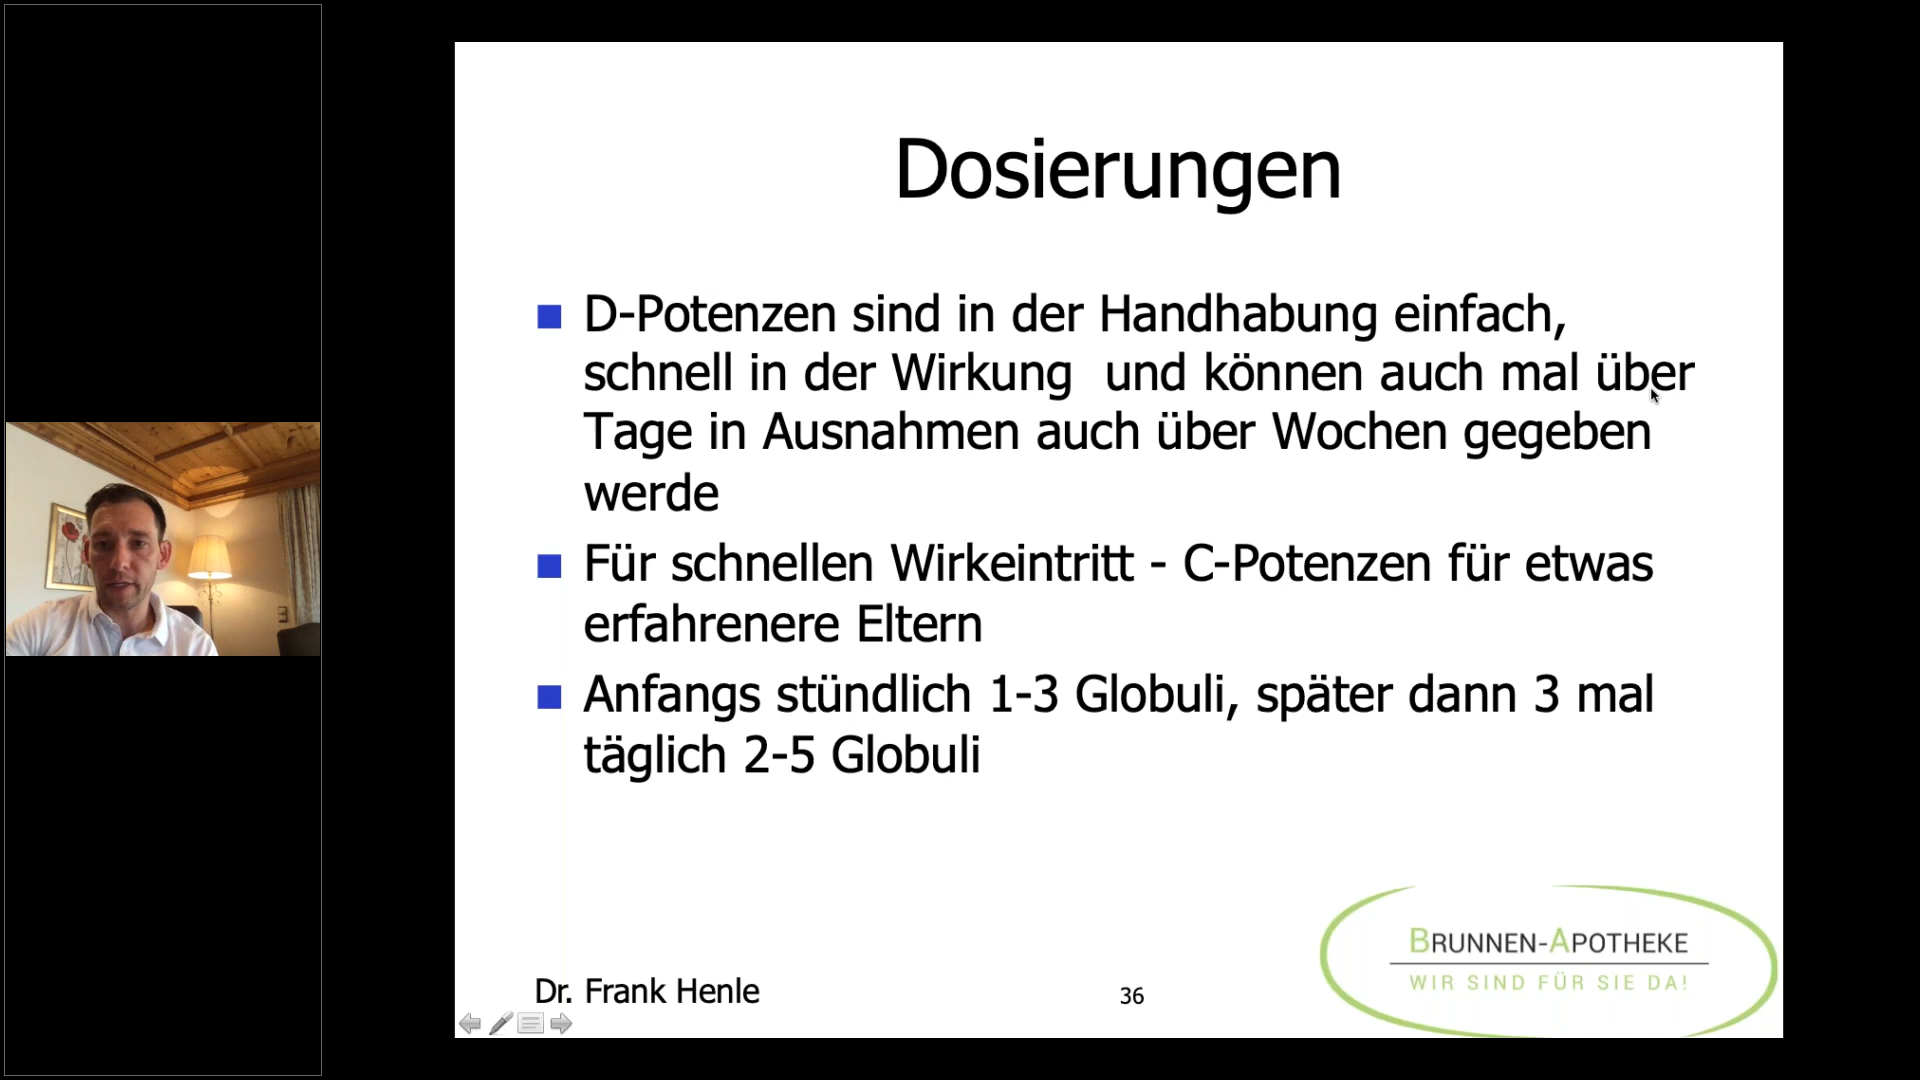 Dosierungen
D-Potenzen sind in der Handhabung einfach,
schnell in der Wirkung  und können auch mal über
Tage in Ausnahmen auch über Wochen gegeben
werde
Für schnellen Wirkeintritt - C-Potenzen für etwas
erfahrenere Eltern
Anfangs stündlich 1-3 Globuli, später dann 3 mal
täglich 2-5 Globuli
BRUNNEN-APOTHEKE
WIR SIND FÜR SIE DA!
Dr. Frank Henle
36